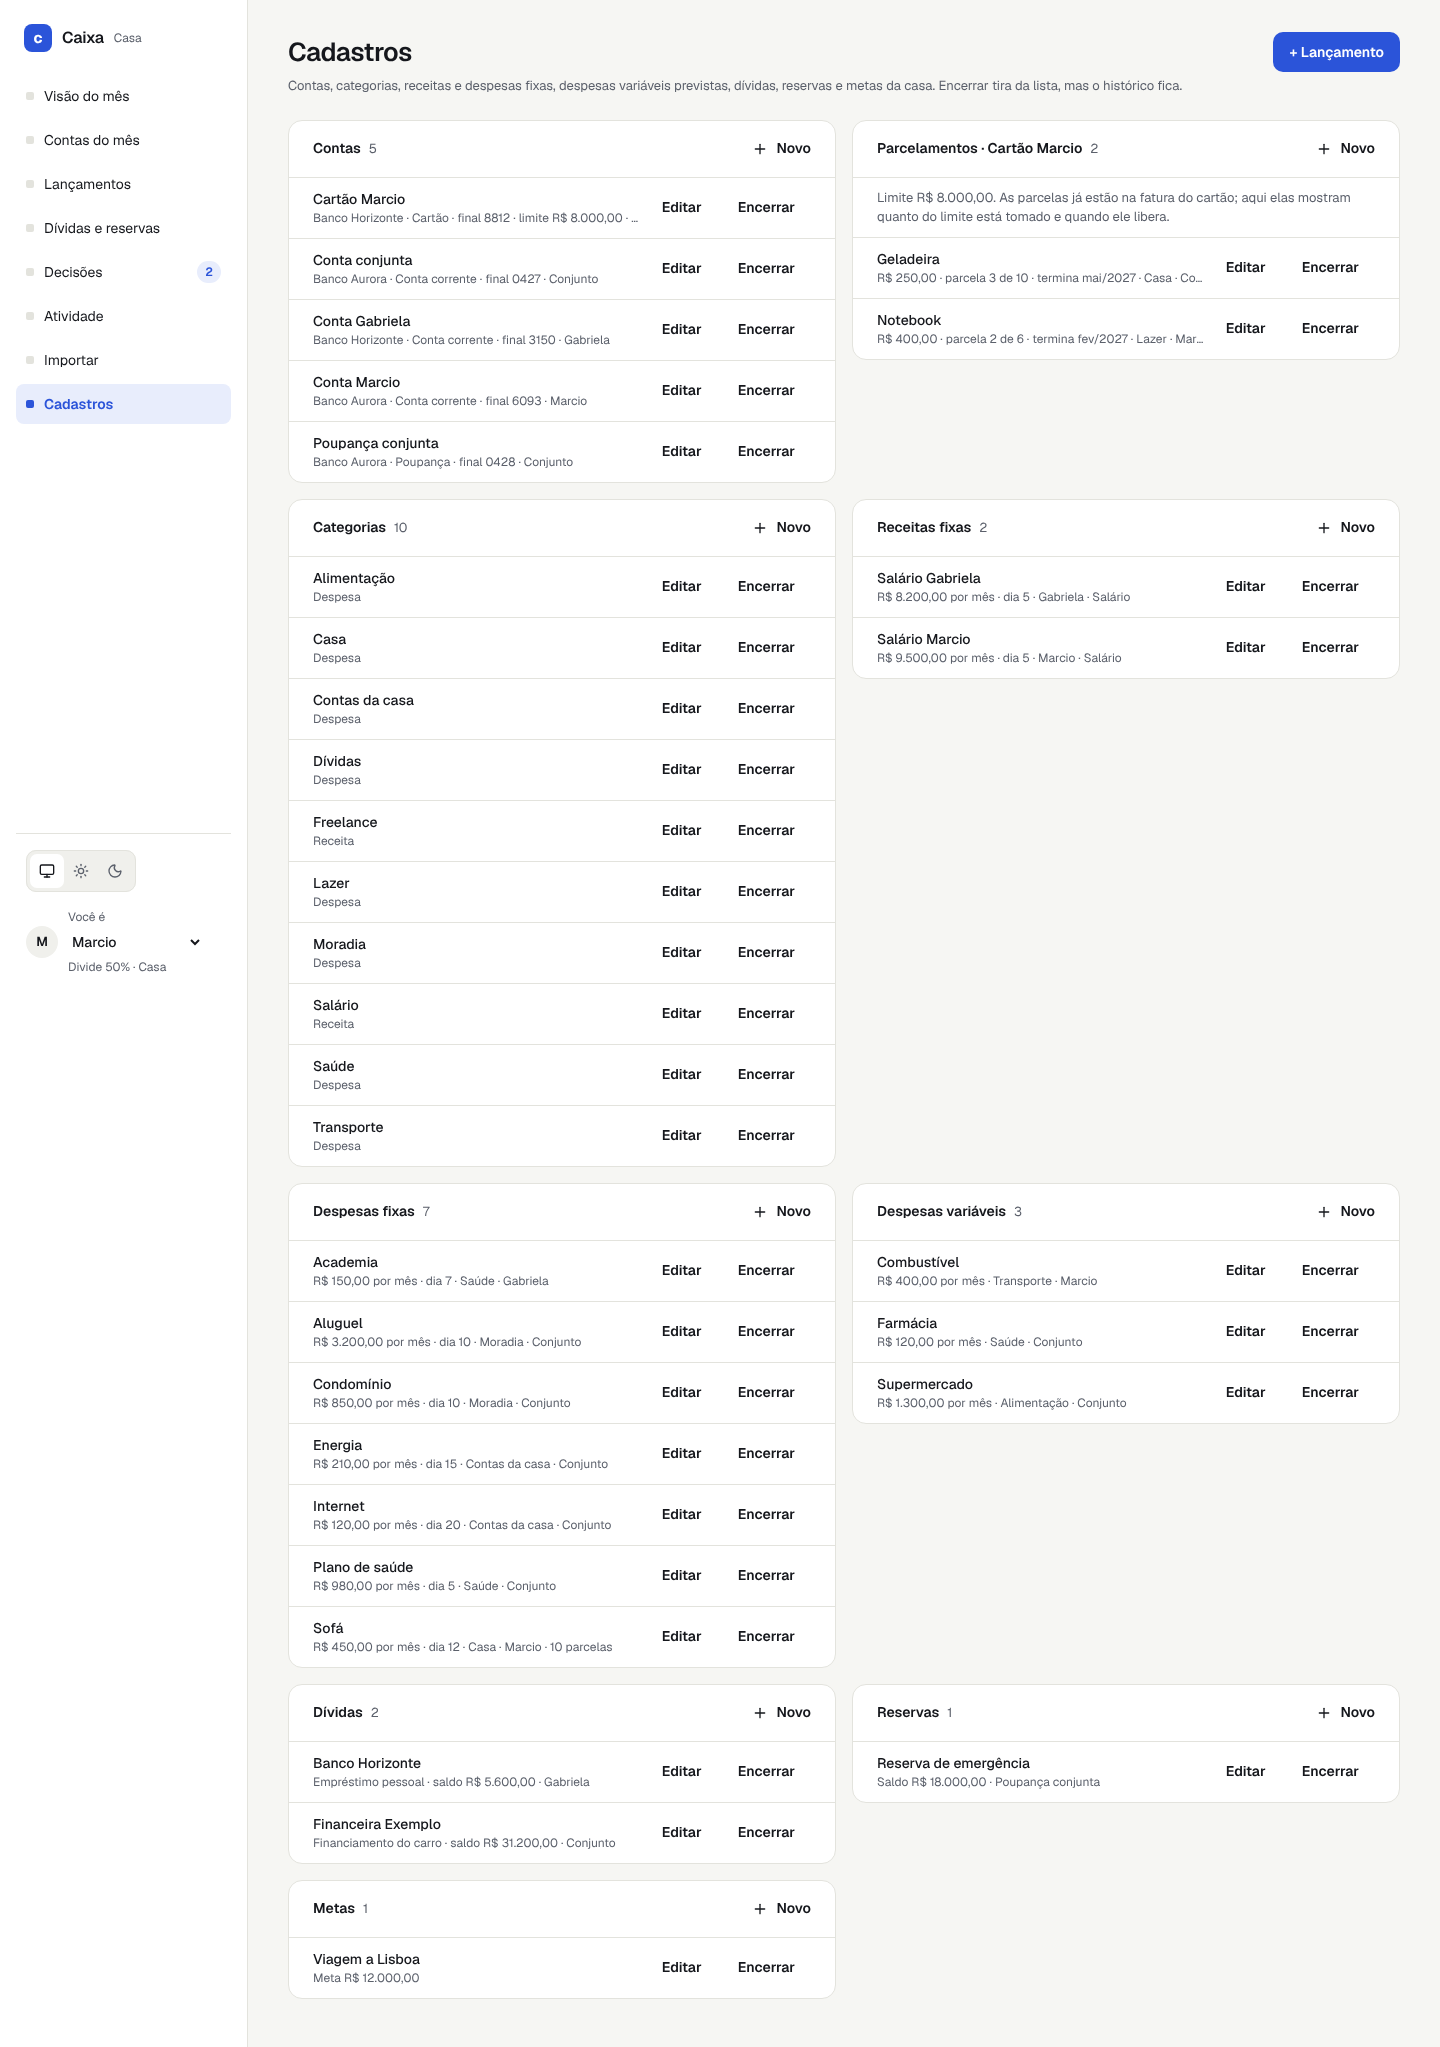 c Caixa Casa
Visão do mês
Contas do mês
Lançamentos
Dívidas e reservas
Decisões 2
Atividade
Importar
Cadastros
Você é
M Marcio
Divide 50% · Casa
Cadastros
+ Lançamento
Contas, categorias, receitas e despesas fixas, despesas variáveis previstas, dívidas, reservas e metas da casa. Encerrar tira da lista, mas o histórico fica.
Contas 5 + Novo
Cartão Marcio Editar Encerrar
Banco Horizonte · Cartão · final 8812 · limite R$ 8.000,00 · …
Conta conjunta Editar Encerrar
Banco Aurora · Conta corrente · final 0427 · Conjunto
Conta Gabriela Editar Encerrar
Banco Horizonte · Conta corrente · final 3150 · Gabriela
Conta Marcio Editar Encerrar
Banco Aurora · Conta corrente · final 6093 · Marcio
Poupança conjunta Editar Encerrar
Banco Aurora · Poupança · final 0428 · Conjunto
Parcelamentos · Cartão Marcio 2 + Novo
Limite R$ 8.000,00. As parcelas já estão na fatura do cartão; aqui elas mostram
quanto do limite está tomado e quando ele libera.
Geladeira Editar Encerrar
R$ 250,00 · parcela 3 de 10 · termina mai/2027 · Casa · Co…
Notebook Editar Encerrar
R$ 400,00 · parcela 2 de 6 · termina fev/2027 · Lazer · Mar…
Categorias 10 + Novo
Alimentação Editar Encerrar
Despesa
Casa Editar Encerrar
Despesa
Contas da casa Editar Encerrar
Despesa
Dívidas Editar Encerrar
Despesa
Freelance Editar Encerrar
Receita
Lazer Editar Encerrar
Despesa
Moradia Editar Encerrar
Despesa
Salário Editar Encerrar
Receita
Saúde Editar Encerrar
Despesa
Transporte Editar Encerrar
Despesa
Receitas fixas 2 + Novo
Salário Gabriela Editar Encerrar
R$ 8.200,00 por mês · dia 5 · Gabriela · Salário
Salário Marcio Editar Encerrar
R$ 9.500,00 por mês · dia 5 · Marcio · Salário
Despesas fixas 7 + Novo
Academia Editar Encerrar
R$ 150,00 por mês · dia 7 · Saúde · Gabriela
Aluguel Editar Encerrar
R$ 3.200,00 por mês · dia 10 · Moradia · Conjunto
Condomínio Editar Encerrar
R$ 850,00 por mês · dia 10 · Moradia · Conjunto
Energia Editar Encerrar
R$ 210,00 por mês · dia 15 · Contas da casa · Conjunto
Internet Editar Encerrar
R$ 120,00 por mês · dia 20 · Contas da casa · Conjunto
Plano de saúde Editar Encerrar
R$ 980,00 por mês · dia 5 · Saúde · Conjunto
Sofá Editar Encerrar
R$ 450,00 por mês · dia 12 · Casa · Marcio · 10 parcelas
Despesas variáveis 3 + Novo
Combustível Editar Encerrar
R$ 400,00 por mês · Transporte · Marcio
Farmácia Editar Encerrar
R$ 120,00 por mês · Saúde · Conjunto
Supermercado Editar Encerrar
R$ 1.300,00 por mês · Alimentação · Conjunto
Dívidas 2 + Novo
Banco Horizonte Editar Encerrar
Empréstimo pessoal · saldo R$ 5.600,00 · Gabriela
Financeira Exemplo Editar Encerrar
Financiamento do carro · saldo R$ 31.200,00 · Conjunto
Reservas 1 + Novo
Reserva de emergência Editar Encerrar
Saldo R$ 18.000,00 · Poupança conjunta
Metas 1 + Novo
Viagem a Lisboa Editar Encerrar
Meta R$ 12.000,00